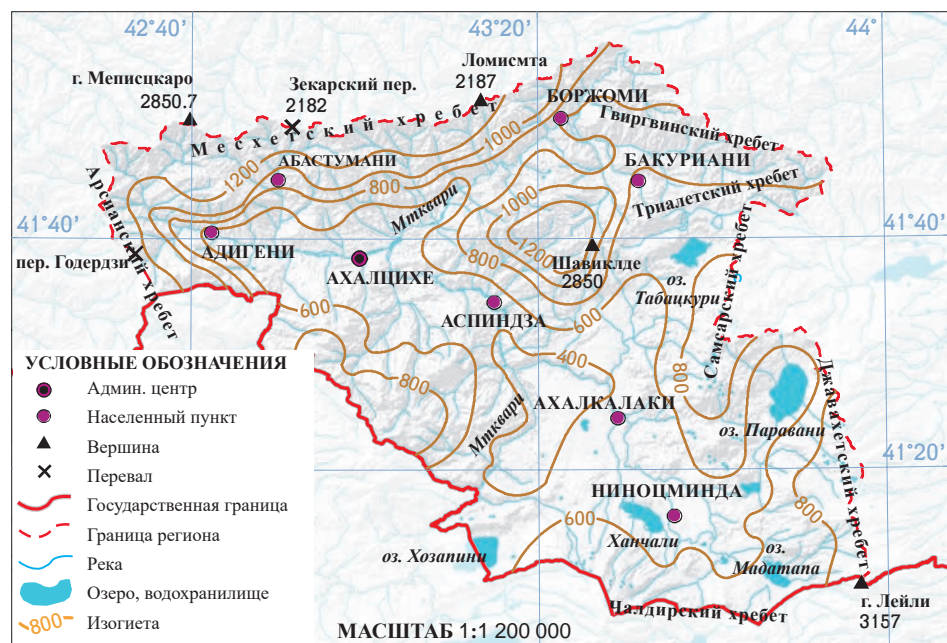 42°40' 43°20' 44°
Ломисмта
2187
г. Меписцкаро
2850.7
Зекарский пер.
2182
БОРЖОМИ
Месхетский хребет
Гвиргвинский хребет
1000
1000
1200
АБАСТУМАНИ
БАКУРИАНИ
800
800
Мтквари
Триалетский хребет
Арсианский хребет
41°40' 41°40'
АДИГЕНИ
1200
пер. Годердзи
Шавиклде
2850
АХАЛЦИХЕ
800
оз.
Табацкури
Самсарский хребет
600
АСПИНДЗА
600
400
800
800
Мтквари
АХАЛКАЛАКИ
оз. Паравани
Джавахетский хребет
41°20'
НИНОЦМИНДА
800
600
Ханчали
оз. Хозапини
оз.
Мадатапа
г. Лейли
3157
Чалдирский хребет
УСЛОВНЫЕ ОБОЗНАЧЕНИЯ
Админ. центр
Населенный пункт
Вершина
Перевал
Государственная граница
Граница региона
Река
Озеро, водохранилище
800 Изогиета
МАСШТАБ 1:1 200 000